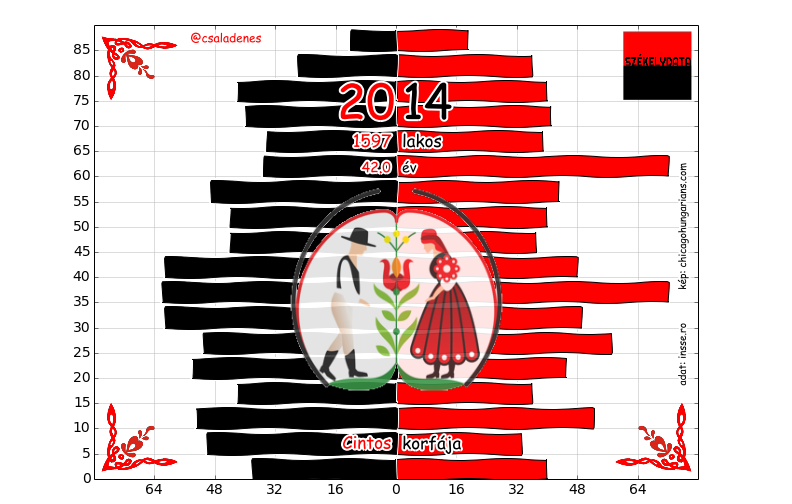 @csaladenes
SZÉKELYDATA
2014
1597 lakos
42.0 év
kép: chicagohungarians.com
adat: insse.ro
Cintos korfája
85
80
75
70
65
60
55
50
45
40
35
30
25
20
15
10
5
0
64 48 32 16 0 16 32 48 64